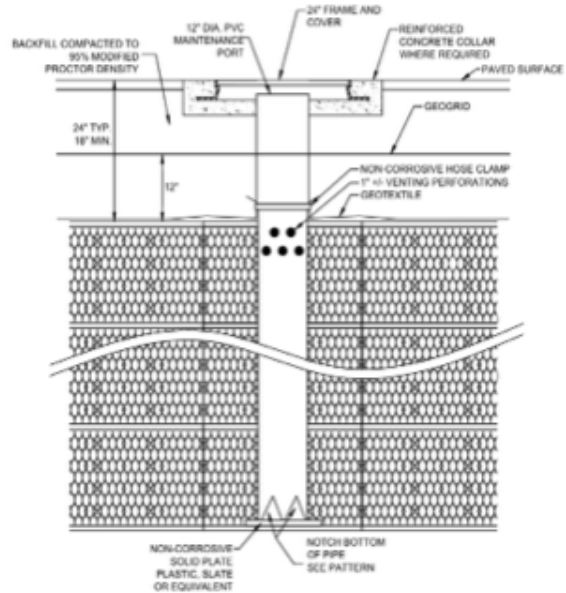 24" FRAME AND
COVER
12" DIA. PVC
MAINTENANCE
PORT
REINFORCED
CONCRETE COLLAR
WHERE REQUIRED
BACKFILL COMPACTED TO
95% MODIFIED
PROCTOR DENSITY
PAVED SURFACE
GEOGRID
24" TYP.
18" MIN.
12"
NON-CORROSIVE HOSE CLAMP
1" +/- VENTING PERFORATIONS
GEOTEXTILE
NON-CORROSIVE
SOLID PLATE
PLASTIC, SLATE
OR EQUIVALENT
NOTCH BOTTOM
OF PIPE
SEE PATTERN